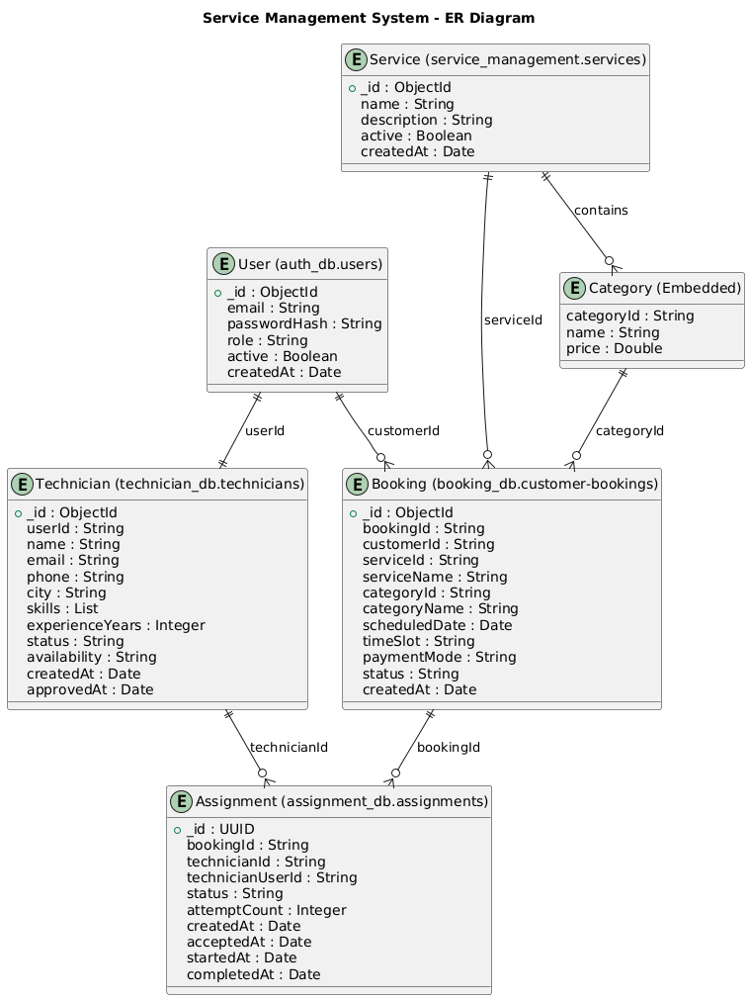 Service Management System - ER Diagram
E Service (service_management.services)
_id : ObjectId
name : String
description : String
active : Boolean
createdAt : Date
contains
E User (auth_db.users)
_id : ObjectId
email : String
passwordHash : String
role : String
active : Boolean
createdAt : Date
E Category (Embedded)
categoryId : String
name : String
price : Double
serviceId
userId
customerId
categoryId
E Technician (technician_db.technicians)
_id : ObjectId
userId : String
name : String
email : String
phone : String
city : String
skills : List
experienceYears : Integer
status : String
availability : String
createdAt : Date
approvedAt : Date
E Booking (booking_db.customer-bookings)
_id : ObjectId
bookingId : String
customerId : String
serviceId : String
serviceName : String
categoryId : String
categoryName : String
scheduledDate : Date
timeSlot : String
paymentMode : String
status : String
createdAt : Date
technicianId
bookingId
E Assignment (assignment_db.assignments)
_id : UUID
bookingId : String
technicianId : String
technicianUserId : String
status : String
attemptCount : Integer
createdAt : Date
acceptedAt : Date
startedAt : Date
completedAt : Date